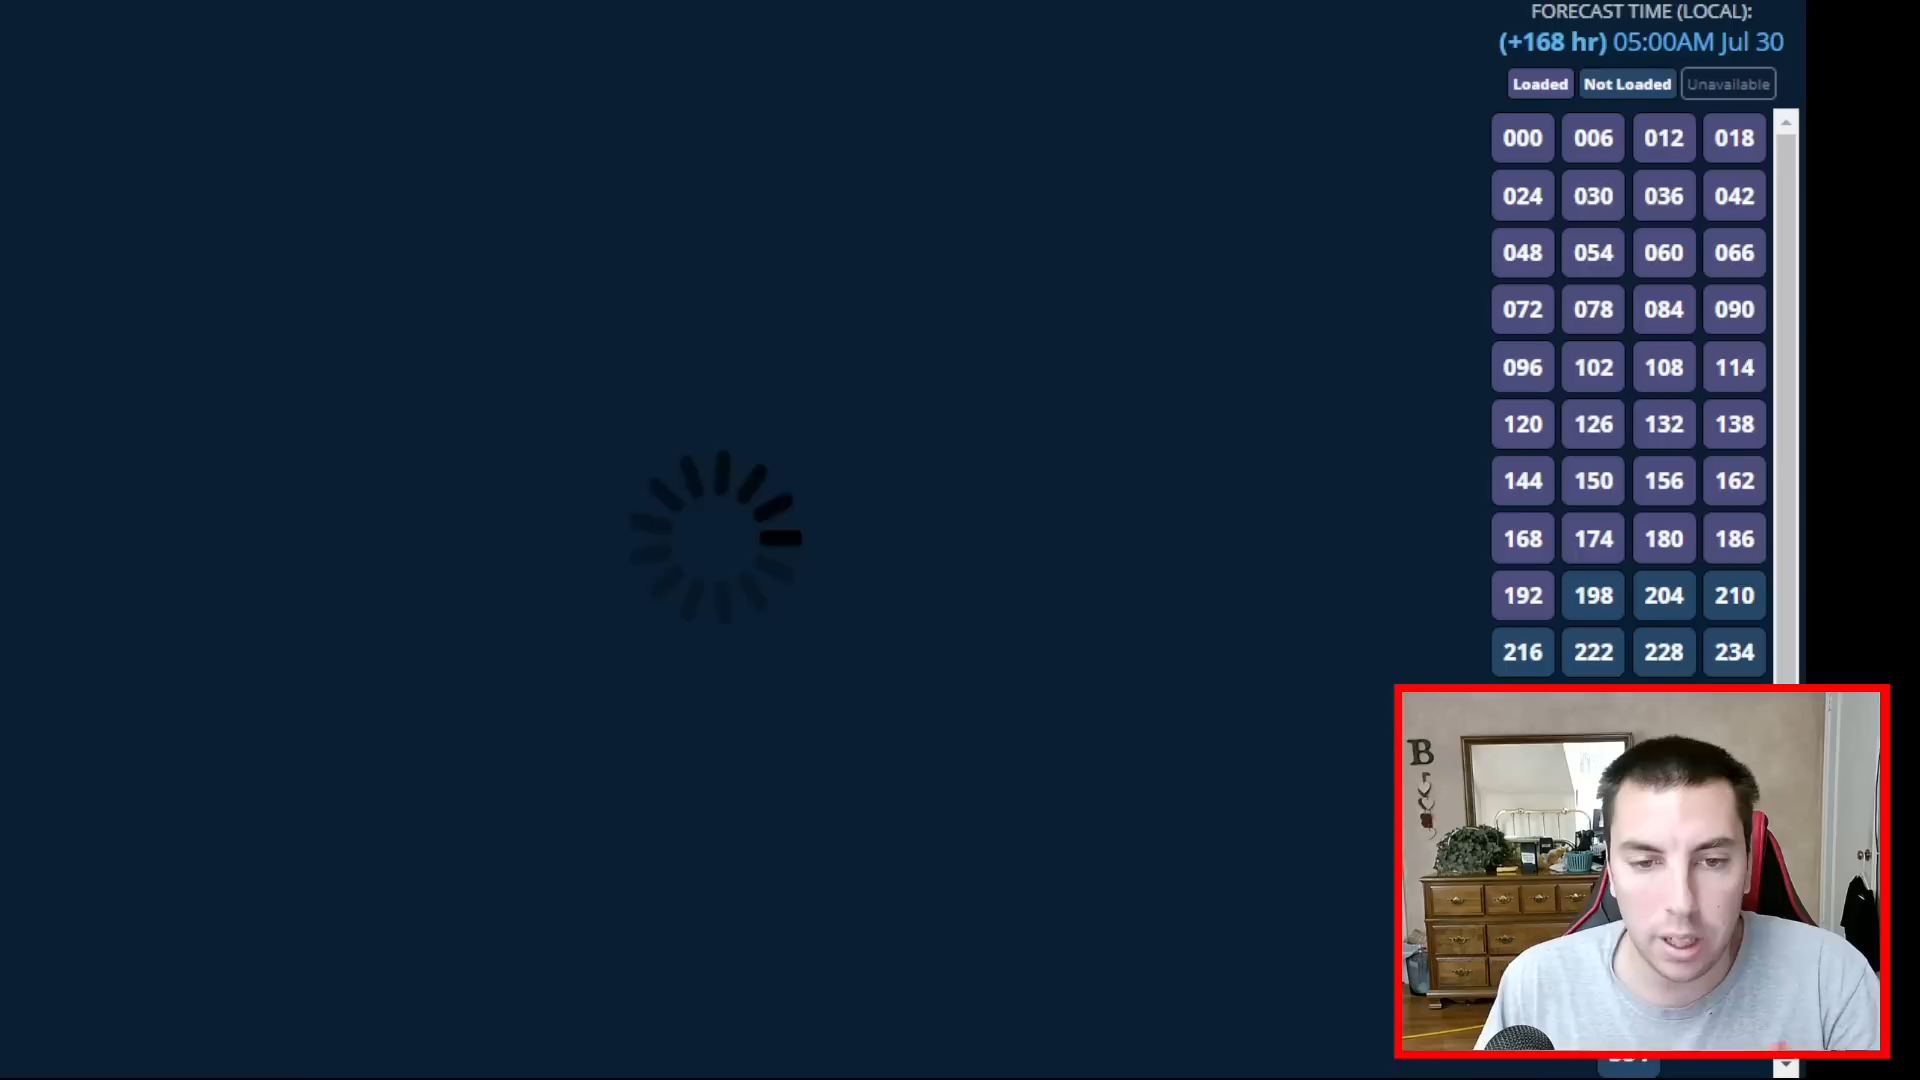 FORECAST TIME (LOCAL):
(+168 hr) 05:00AM Jul 30
Loaded Not Loaded Unavailable
000 006 012 018
024 030 036 042
048 054 060 066
072 078 084 090
096 102 108 114
120 126 132 138
144 150 156 162
168 174 180 186
192 198 204 210
216 222 228 234
B